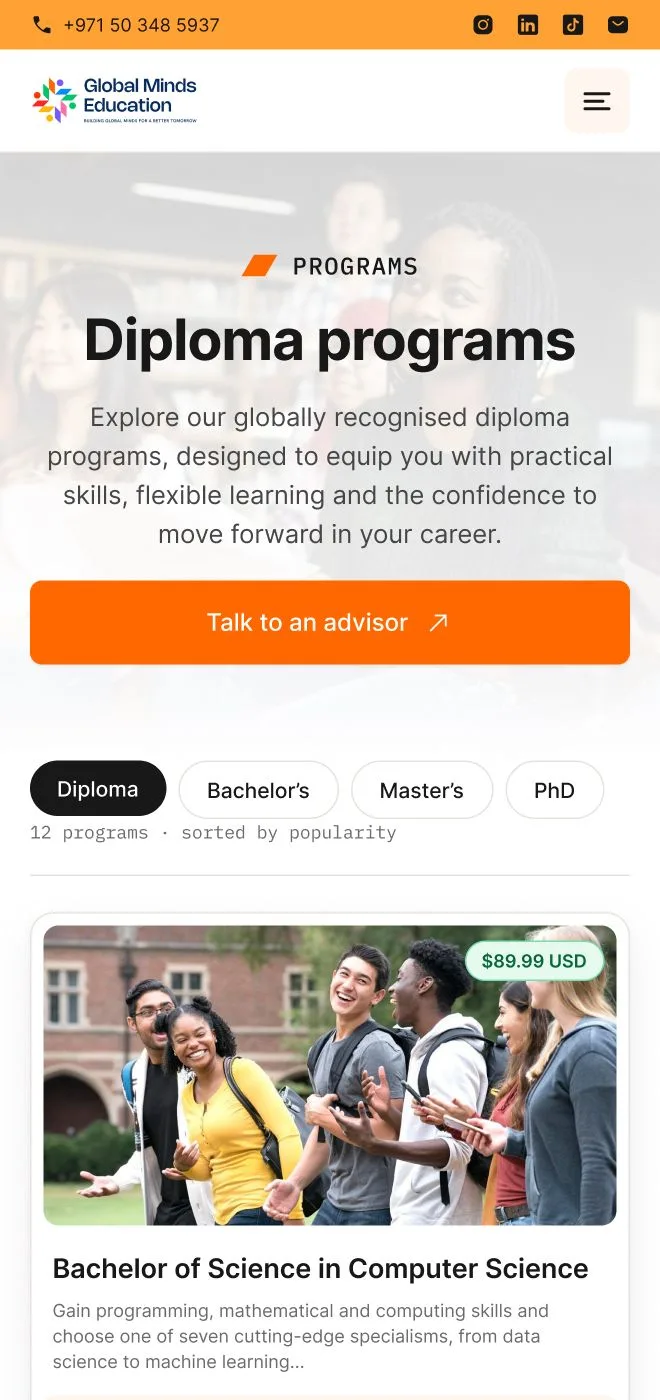 +971 50 348 5937
Global Minds
Education
BUILDING GLOBAL MINDS FOR A BETTER TOMORROW
PROGRAMS
Diploma programs
Explore our globally recognised diploma
programs, designed to equip you with practical
skills, flexible learning and the confidence to
move forward in your career.
Talk to an advisor
Diploma
Bachelor’s
Master’s
PhD
12 programs · sorted by popularity
$89.99 USD
Bachelor of Science in Computer Science
Gain programming, mathematical and computing skills and
choose one of seven cutting-edge specialisms, from data
science to machine learning...